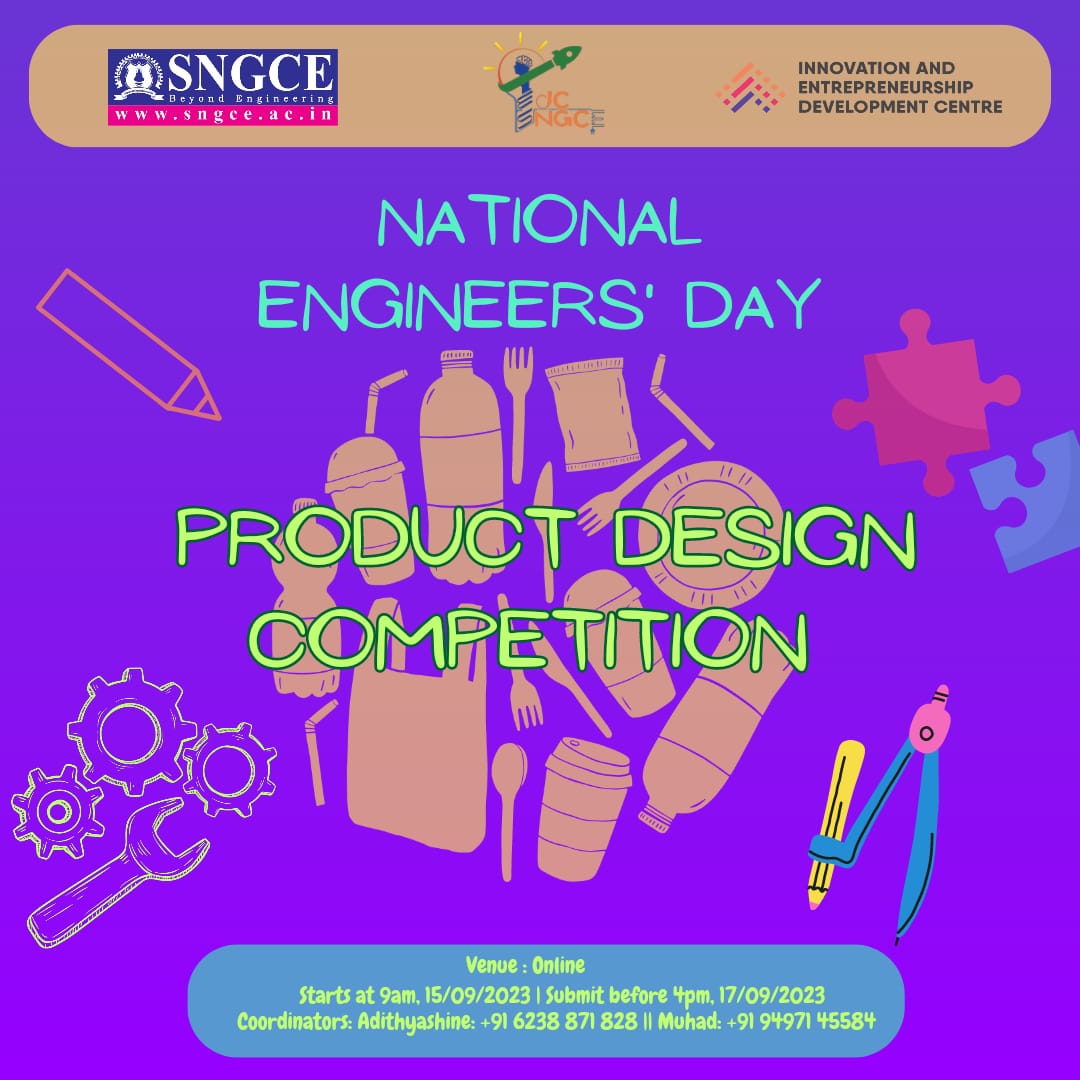 SNGCE
Beyond Engineering
www.sngce.ac.in
INNOVATION AND
ENTREPRENEURSHIP
DEVELOPMENT CENTRE
NATIONAL
ENGINEERS' DAY
PRODUCT DESIGN
COMPETITION
Venue : Online
Starts at 9am, 15/09/2023 | Submit before 4pm, 17/09/2023
Coordinators: Adithyashine: +91 6238 871 828 || Muhad: +91 94971 45584